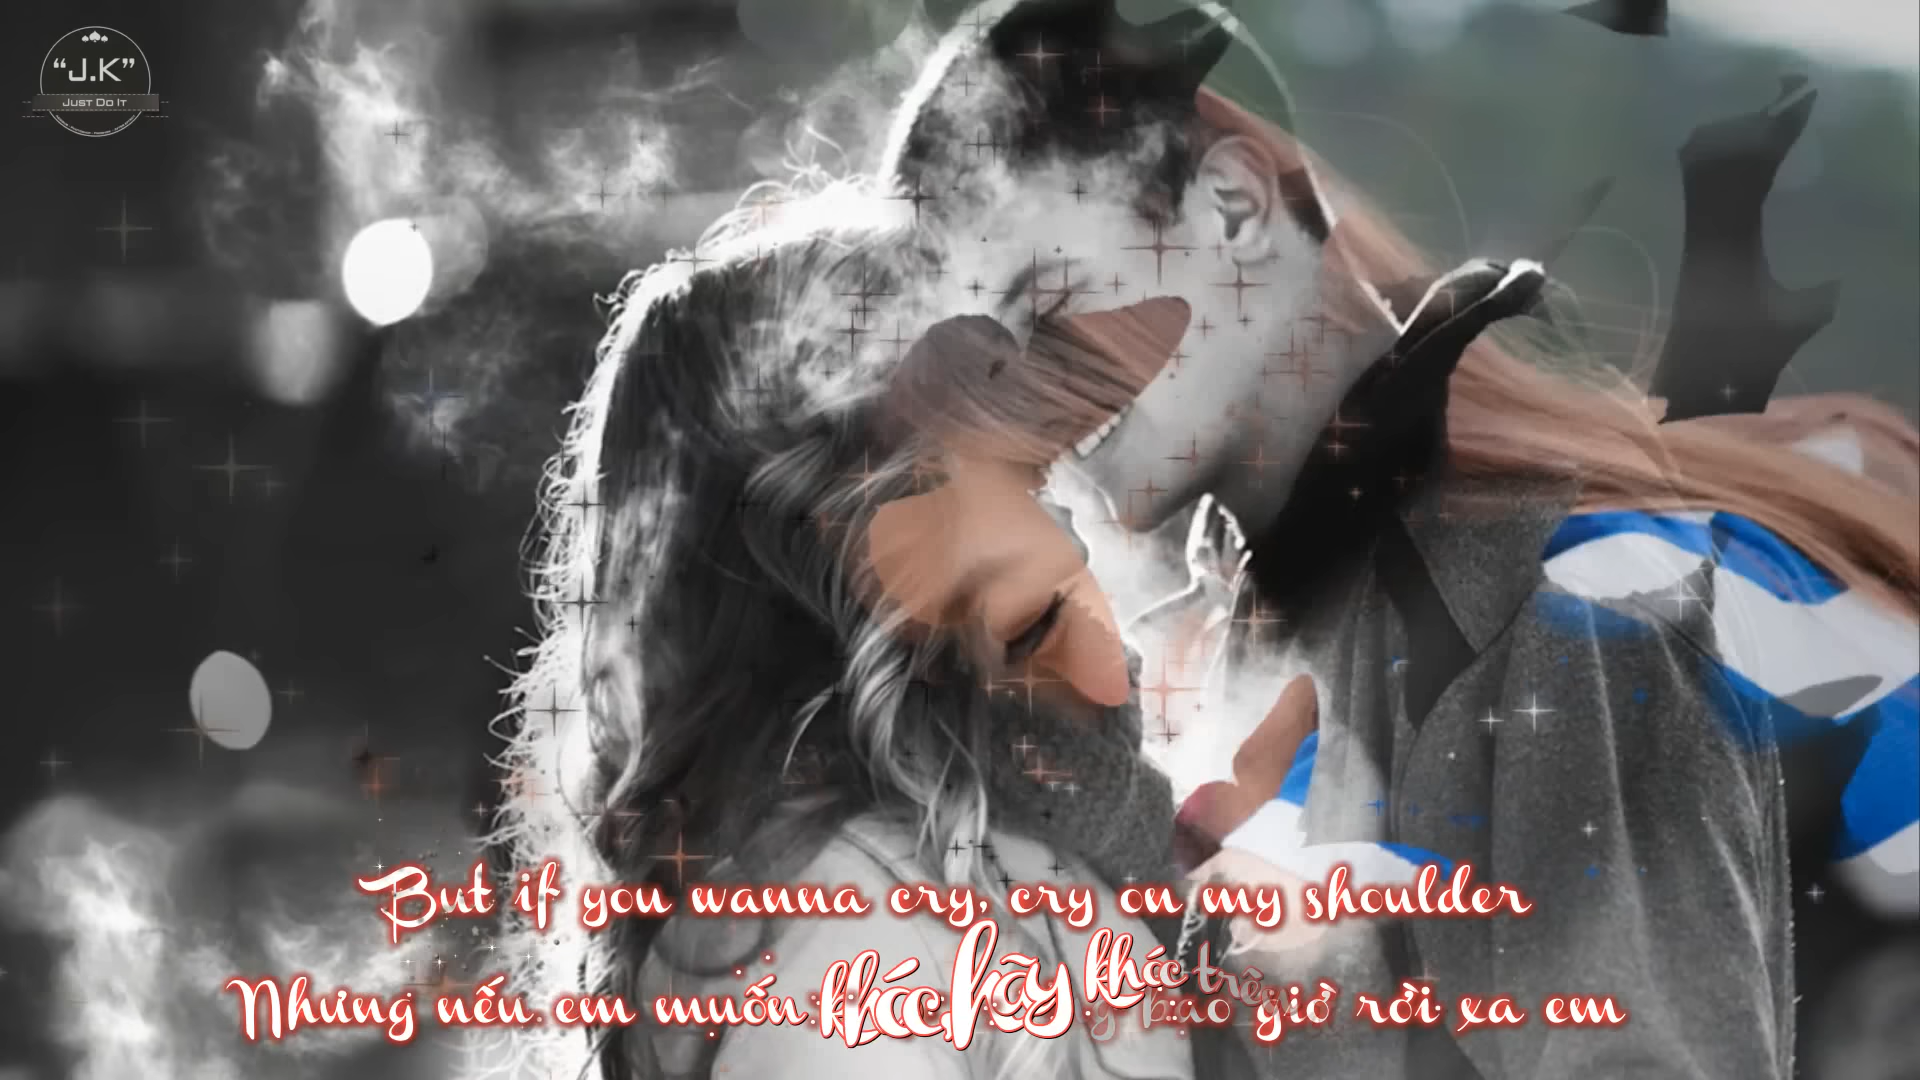 “J.K”
Just Do It
But if you wanna cry, cry on my shoulder
Nhưng nếu em muốn khóc, hãy khóc trên bao giờ rời xa em